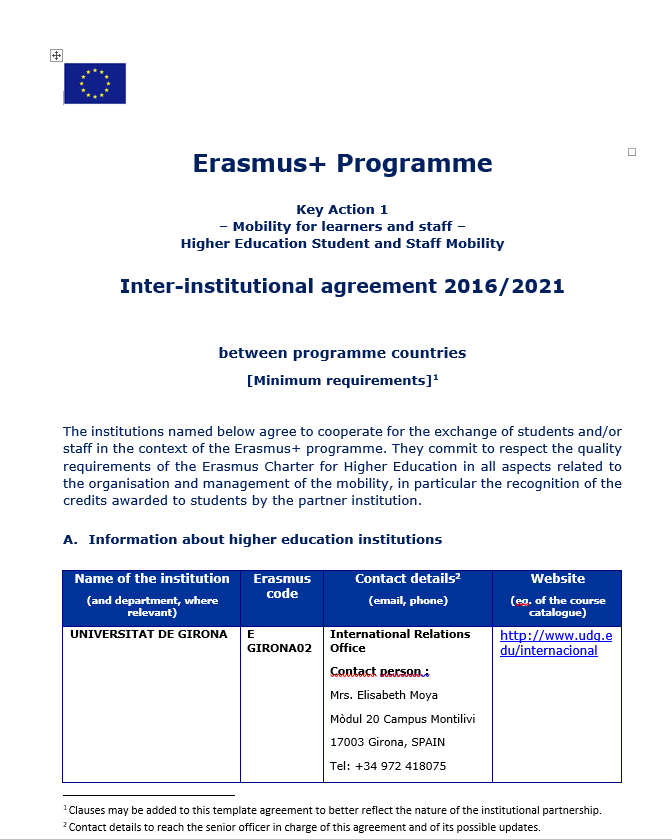 Erasmus+ Programme
Key Action 1
– Mobility for learners and staff –
Higher Education Student and Staff Mobility
Inter-institutional agreement 2016/2021
between programme countries
[Minimum requirements]1
The institutions named below agree to cooperate for the exchange of students and/or
staff in the context of the Erasmus+ programme. They commit to respect the quality
requirements of the Erasmus Charter for Higher Education in all aspects related to
the organisation and management of the mobility, in particular the recognition of the
credits awarded to students by the partner institution.
A. Information about higher education institutions
Name of the institution
(and department, where
relevant)
Erasmus
code
Contact details2
(email, phone)
Website
(eg. of the course
catalogue)
UNIVERSITAT DE GIRONA
E
GIRONA02
International Relations
Office
Contact person :
Mrs. Elisabeth Moya
Mòdul 20 Campus Montilivi
17003 Girona, SPAIN
Tel: +34 972 418075
http://www.udg.e
du/internacional
1 Clauses may be added to this template agreement to better reflect the nature of the institutional partnership.
2 Contact details to reach the senior officer in charge of this agreement and of its possible updates.